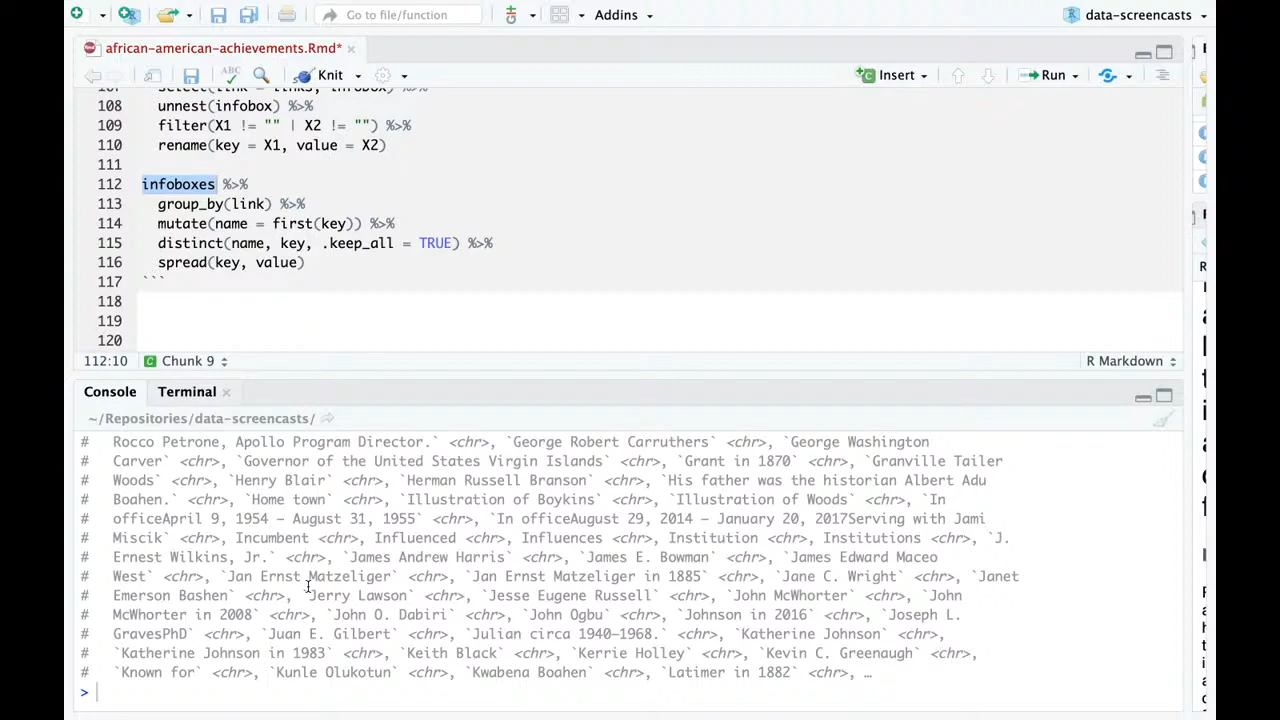 Go to file/function
Addins
data-screencasts
african-american-achievements.Rmd*
ABC
Knit
Insert
Run
107 select(link = links, infobox) %>%
108 unnest(infobox) %>%
109 filter(X1 != "" | X2 != "") %>%
110 rename(key = X1, value = X2)
111
112 infoboxes %>%
113 group_by(link) %>%
114 mutate(name = first(key)) %>%
115 distinct(name, key, .keep_all = TRUE) %>%
116 spread(key, value)
117 ```
118
119
120
112:10 Chunk 9 R Markdown
Console Terminal
~/Repositories/data-screencasts/
# Rocco Petrone, Apollo Program Director.` <chr>, `George Robert Carruthers` <chr>, `George Washington
# Carver` <chr>, `Governor of the United States Virgin Islands` <chr>, `Grant in 1870` <chr>, `Granville Tailer
# Woods` <chr>, `Henry Blair` <chr>, `Herman Russell Branson` <chr>, `His father was the historian Albert Adu
# Boahen.` <chr>, `Home town` <chr>, `Illustration of Boykins` <chr>, `Illustration of Woods` <chr>, `In
# officeApril 9, 1954 – August 31, 1955` <chr>, `In officeAugust 29, 2014 – January 20, 2017Serving with Jami
# Miscik` <chr>, Incumbent <chr>, Influenced <chr>, Influences <chr>, Institution <chr>, Institutions <chr>, `J.
# Ernest Wilkins, Jr.` <chr>, `James Andrew Harris` <chr>, `James E. Bowman` <chr>, `James Edward Maceo
# West` <chr>, `Jan Ernst Matzeliger` <chr>, `Jan Ernst Matzeliger in 1885` <chr>, `Jane C. Wright` <chr>, `Janet
# Emerson Bashen` <chr>, `Jerry Lawson` <chr>, `Jesse Eugene Russell` <chr>, `John McWhorter` <chr>, `John
# McWhorter in 2008` <chr>, `John O. Dabiri` <chr>, `John Ogbu` <chr>, `Johnson in 2016` <chr>, `Joseph L.
# GravesPhD` <chr>, `Juan E. Gilbert` <chr>, `Julian circa 1940–1968.` <chr>, `Katherine Johnson` <chr>,
# `Katherine Johnson in 1983` <chr>, `Keith Black` <chr>, `Kerrie Holley` <chr>, `Kevin C. Greenaugh` <chr>,
# `Known for` <chr>, `Kunle Olukotun` <chr>, `Kwabena Boahen` <chr>, `Latimer in 1882` <chr>, …
>